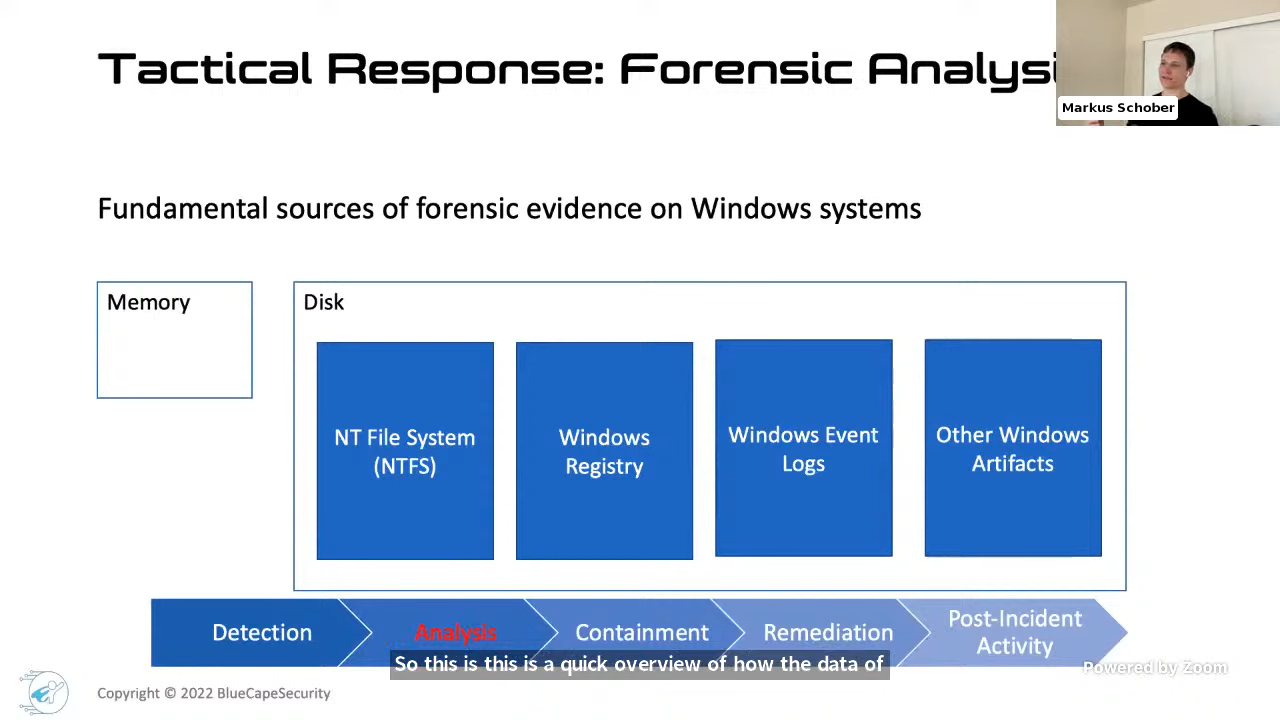 Tactical Response: Forensic Analysi
Markus Schober
Fundamental sources of forensic evidence on Windows systems
Memory
Disk
NT File System
(NTFS)
Windows
Registry
Windows Event
Logs
Other Windows
Artifacts
Detection
Analysis
Containment
Remediation
Post-Incident
Activity
So this is this is a quick overview of how the data of
Powered by Zoom
Copyright © 2022 BlueCapeSecurity